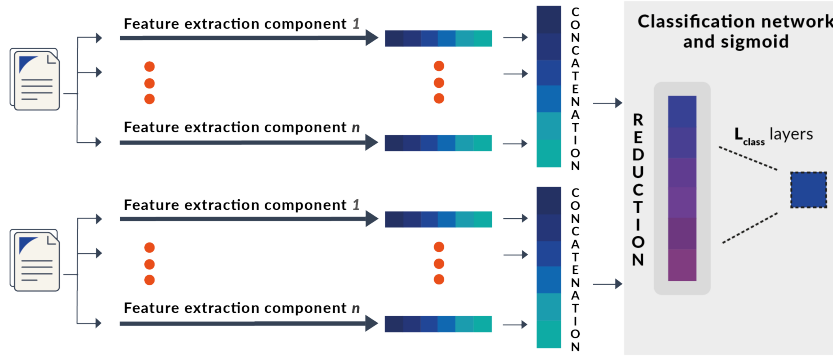 Feature extraction component 1
Feature extraction component n
CONCATENATION
Feature extraction component 1
Feature extraction component n
CONCATENATION
Classification network
and sigmoid
REDUCTION
Lclass layers